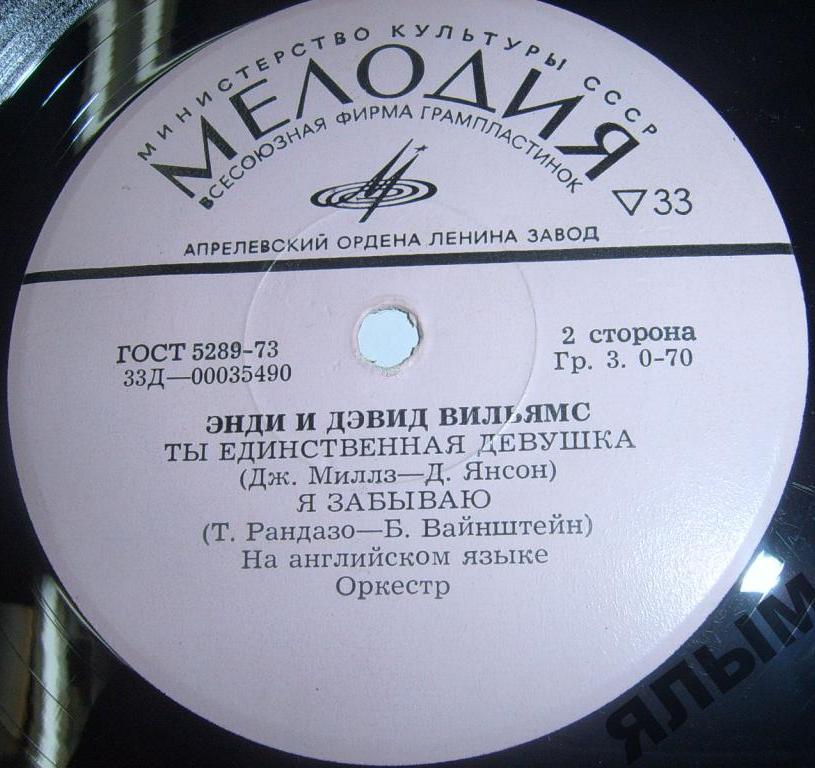 МИНИСТЕРСТВО КУЛЬТУРЫ СССР
МЕЛОДИЯ
ВСЕСОЮЗНАЯ ФИРМА ГРАМПЛАСТИНОК
33
АПРЕЛЕВСКИЙ ОРДЕНА ЛЕНИНА ЗАВОД
ГОСТ 5289-73
33Д—00035490
2 сторона
Гр. 3. 0-70
ЭНДИ И ДЭВИД ВИЛЬЯМС
ТЫ ЕДИНСТВЕННАЯ ДЕВУШКА
(Дж. Миллз—Д. Янсон)
Я ЗАБЫВАЮ
(Т. Рандазо—Б. Вайнштейн)
На английском языке
Оркестр
ЯЛЫМ